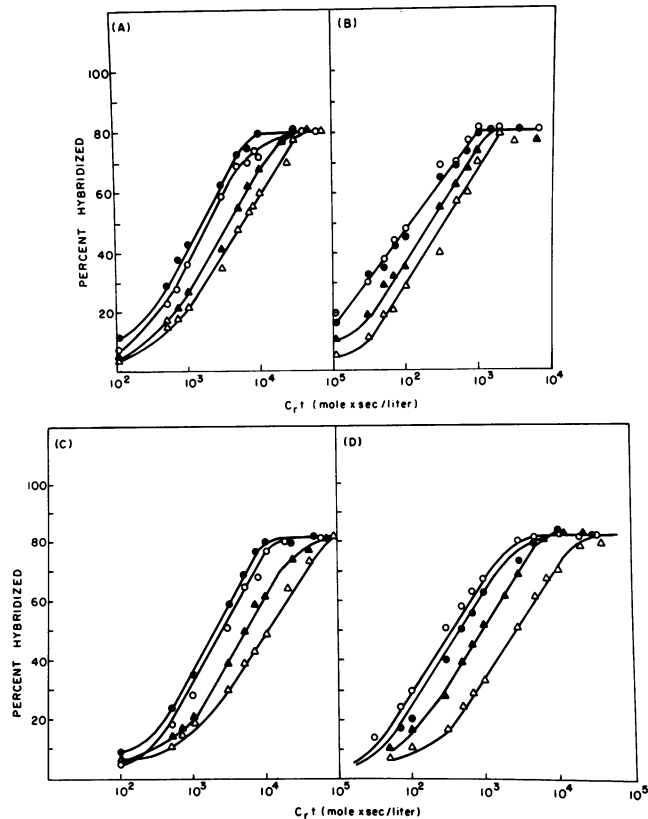 (A)
(B)
PERCENT HYBRIDIZED
100
80
60
40
20
10² 10³ 10⁴ 10⁵ 10² 10³ 10⁴
Cᵣt (mole x sec/liter)
(C)
(D)
PERCENT HYBRIDIZED
100
80
60
40
20
10² 10³ 10⁴ 10⁵ 10² 10³ 10⁴ 10⁵
Cᵣt (mole x sec/liter)